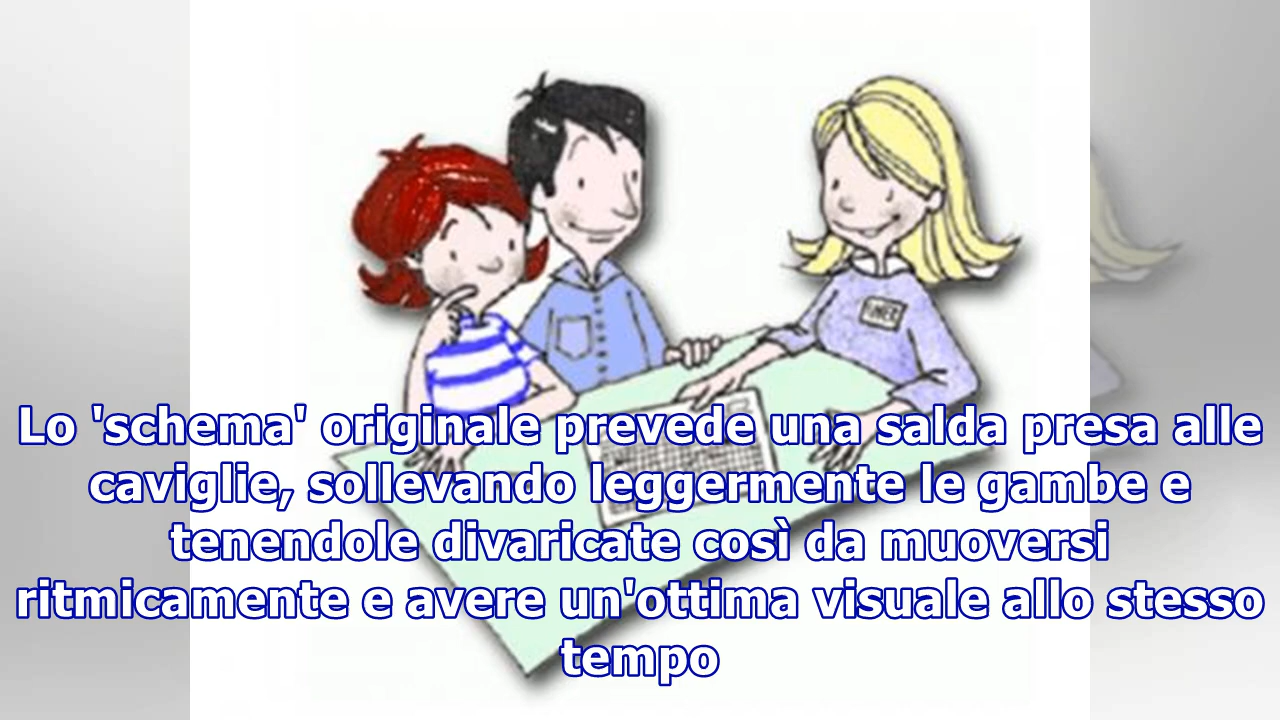 Lo 'schema' originale prevede una salda presa alle
caviglie, sollevando leggermente le gambe e
tenendole divaricate così da muoversi
ritmicamente e avere un'ottima visuale allo stesso
tempo